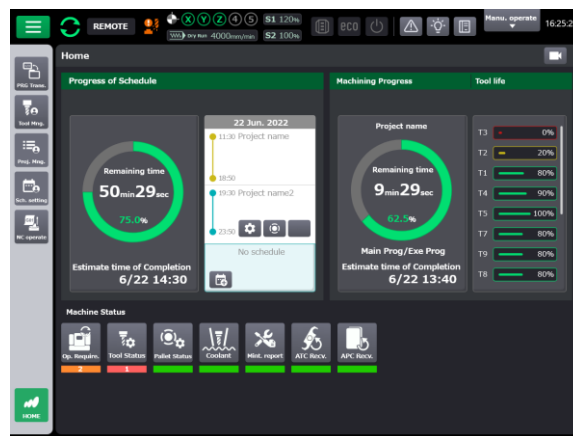 REMOTE
X Y Z 4 5
S1 120%
Dry Run 4000mm/min
S2 100%
eco
Manu. operate
16:25:2
Home
PRG Trans.
Tool Mng.
Proj. Mng.
Sch. setting
NC operate
HOME
Progress of Schedule
Remaining time
50min29sec
75.0%
Estimate time of Completion
6/22 14:30
22 Jun. 2022
11:30 Project name
18:50
19:30 Project name2
23:50
No schedule
Machining Progress
Project name
Remaining time
9min29sec
62.5%
Main Prog/Exe Prog
Estimate time of Completion
6/22 13:40
Tool life
T3 0%
T2 20%
T1 80%
T4 90%
T5 100%
T7 80%
T9 80%
T8 80%
Machine Status
Op. Require.
2
Tool Status
1
Pallet Status
Coolant
Mint. report
ATC Recv.
APC Recv.